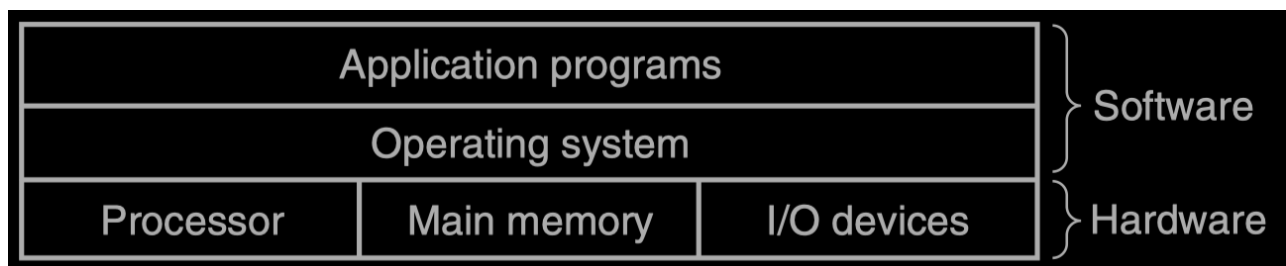 Application programs
Software
Operating system
Processor Main memory I/O devices Hardware